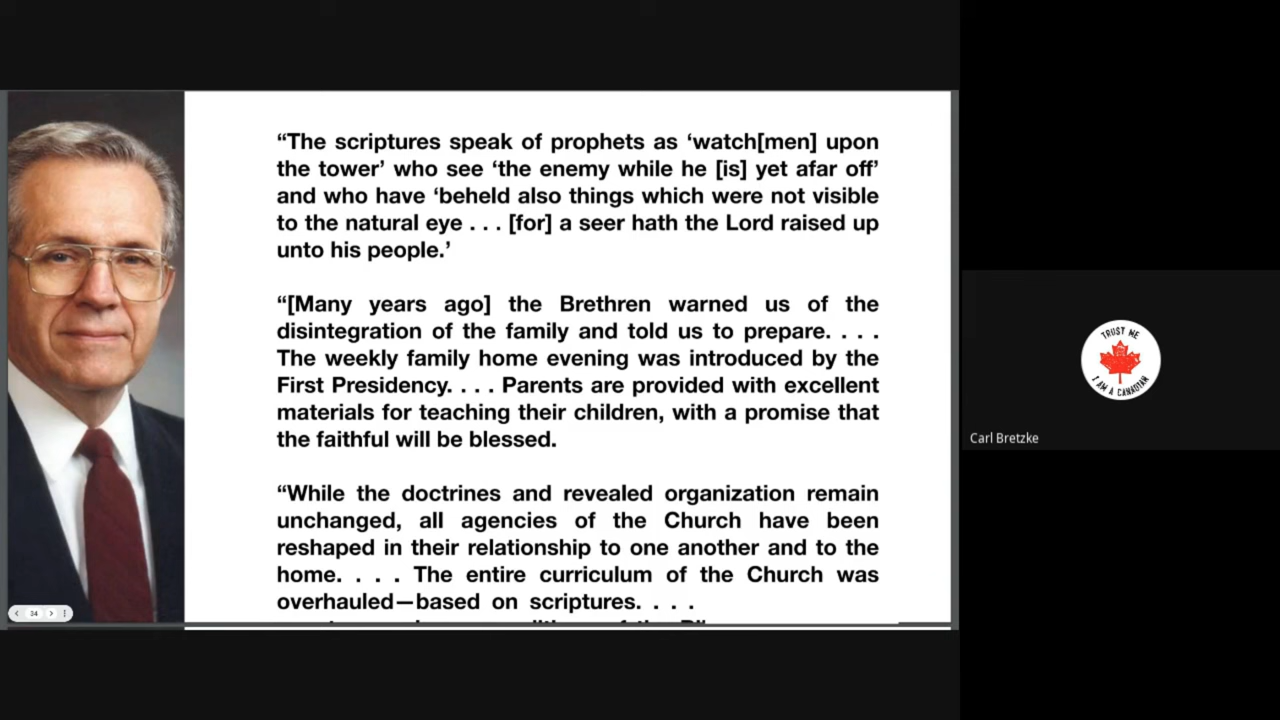 “The scriptures speak of prophets as ‘watch[men] upon
the tower’ who see ‘the enemy while he [is] yet afar off’
and who have ‘beheld also things which were not visible
to the natural eye . . . [for] a seer hath the Lord raised up
unto his people.’
“[Many years ago] the Brethren warned us of the
disintegration of the family and told us to prepare. . . .
The weekly family home evening was introduced by the
First Presidency. . . . Parents are provided with excellent
materials for teaching their children, with a promise that
the faithful will be blessed.
“While the doctrines and revealed organization remain
unchanged, all agencies of the Church have been
reshaped in their relationship to one another and to the
home. . . . The entire curriculum of the Church was
overhauled—based on scriptures. . . .
34
TRUST ME
I AM A CANADIAN
Carl Bretzke